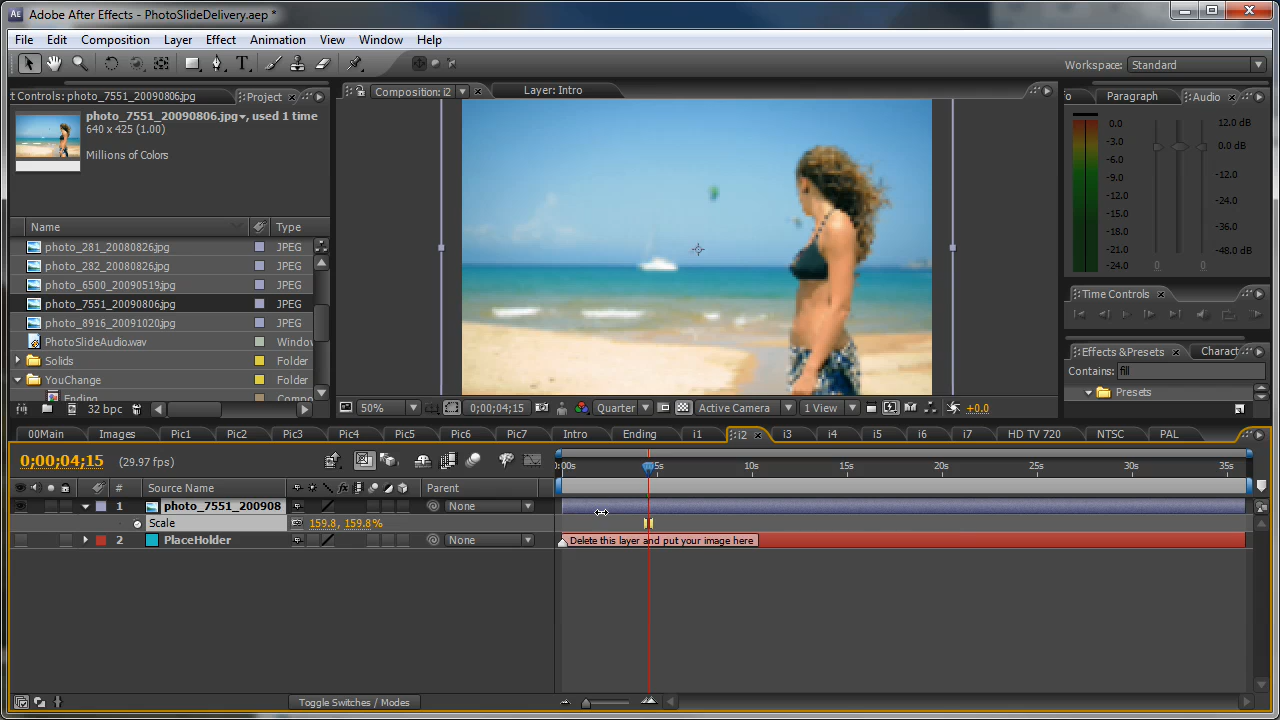 Adobe After Effects - PhotoSlideDelivery.aep *
File Edit Composition Layer Effect Animation View Window Help
Workspace: Standard
t Controls: photo_7551_20090806.jpg Project
Composition: i2
Layer: Intro
Paragraph Audio
photo_7551_20090806.jpg, used 1 time
640 x 425 (1.00)
Millions of Colors
0.0 12.0 dB
-3.0 0.0 dB
-6.0
-9.0 -12.0
-12.0
-15.0 -24.0
-18.0 -36.0
-21.0
-24.0 0 0 -48.0 dB
Name Type
photo_281_20080826.jpg JPEG
photo_282_20080826.jpg JPEG
photo_6500_20090519.jpg JPEG
photo_7551_20090806.jpg JPEG
photo_8916_20091020.jpg JPEG
PhotoSlideAudio.wav Windov
Solids Folder
YouChange Folder
Ending Compo
32 bpc
Time Controls
Effects & Presets Charact
Contains: fill
Presets
50% 0;00;04;15 Quarter Active Camera 1 View +0.0
00Main Images Pic1 Pic2 Pic3 Pic4 Pic5 Pic6 Pic7 Intro Ending i1 i2 i3 i4 i5 i6 i7 HD TV 720 NTSC PAL
0;00;04;15 (29.97 fps)
):00s 5s 10s 15s 20s 25s 30s 35s
# Source Name Parent
1 photo_7551_200908 None
Scale 159.8, 159.8%
2 PlaceHolder None Delete this layer and put your image here
Toggle Switches / Modes